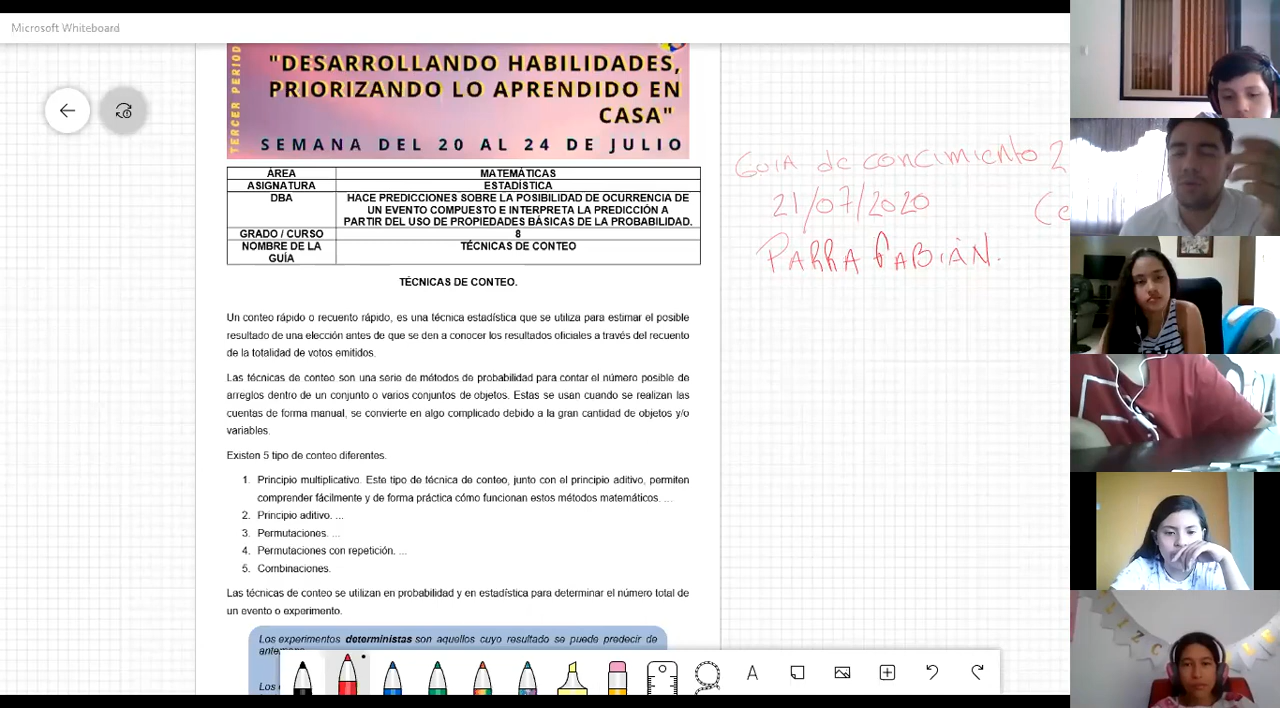 Microsoft Whiteboard
TERCER PERIOD
"DESARROLLANDO HABILIDADES,
PRIORIZANDO LO APRENDIDO EN
CASA"
SEMANA DEL 20 AL 24 DE JULIO
ÁREA MATEMÁTICAS
ASIGNATURA ESTADÍSTICA
DBA HACE PREDICCIONES SOBRE LA POSIBILIDAD DE OCURRENCIA DE
UN EVENTO COMPUESTO E INTERPRETA LA PREDICCIÓN A
PARTIR DEL USO DE PROPIEDADES BÁSICAS DE LA PROBABILIDAD.
GRADO / CURSO 8
NOMBRE DE LA TÉCNICAS DE CONTEO
GUÍA
TÉCNICAS DE CONTEO.
Un conteo rápido o recuento rápido, es una técnica estadística que se utiliza para estimar el posible
resultado de una elección antes de que se den a conocer los resultados oficiales a través del recuento
de la totalidad de votos emitidos.
Las técnicas de conteo son una serie de métodos de probabilidad para contar el número posible de
arreglos dentro de un conjunto o varios conjuntos de objetos. Estas se usan cuando se realizan las
cuentas de forma manual, se convierte en algo complicado debido a la gran cantidad de objetos y/o
variables.
Existen 5 tipo de conteo diferentes.
1. Principio multiplicativo. Este tipo de técnica de conteo, junto con el principio aditivo, permiten
comprender fácilmente y de forma práctica cómo funcionan estos métodos matemáticos. ...
2. Principio aditivo. ...
3. Permutaciones. ...
4. Permutaciones con repetición. ...
5. Combinaciones.
Las técnicas de conteo se utilizan en probabilidad y en estadística para determinar el número total de
un evento o experimento.
Los experimentos deterministas son aquellos cuyo resultado se puede predecir de
Los
Guia de concimiento 2
21/07/2020
PARRA FABIÁN.